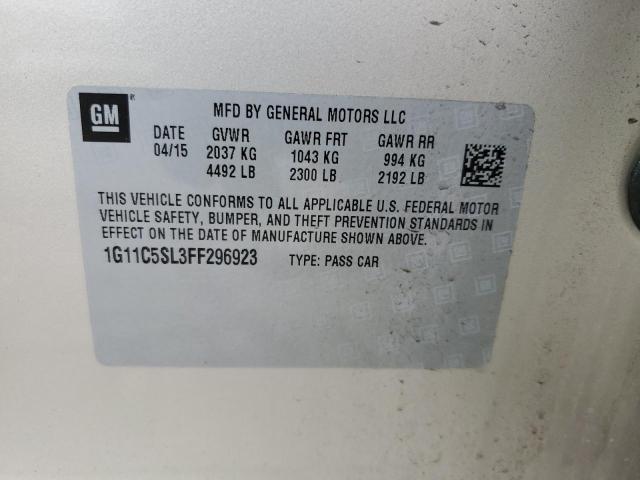 GM
MFD BY GENERAL MOTORS LLC
DATE GVWR GAWR FRT GAWR RR
04/15 2037 KG 1043 KG 994 KG
4492 LB 2300 LB 2192 LB
THIS VEHICLE CONFORMS TO ALL APPLICABLE U.S. FEDERAL MOTOR
VEHICLE SAFETY, BUMPER, AND THEFT PREVENTION STANDARDS IN
EFFECT ON THE DATE OF MANUFACTURE SHOWN ABOVE.
1G11C5SL3FF296923 TYPE: PASS CAR